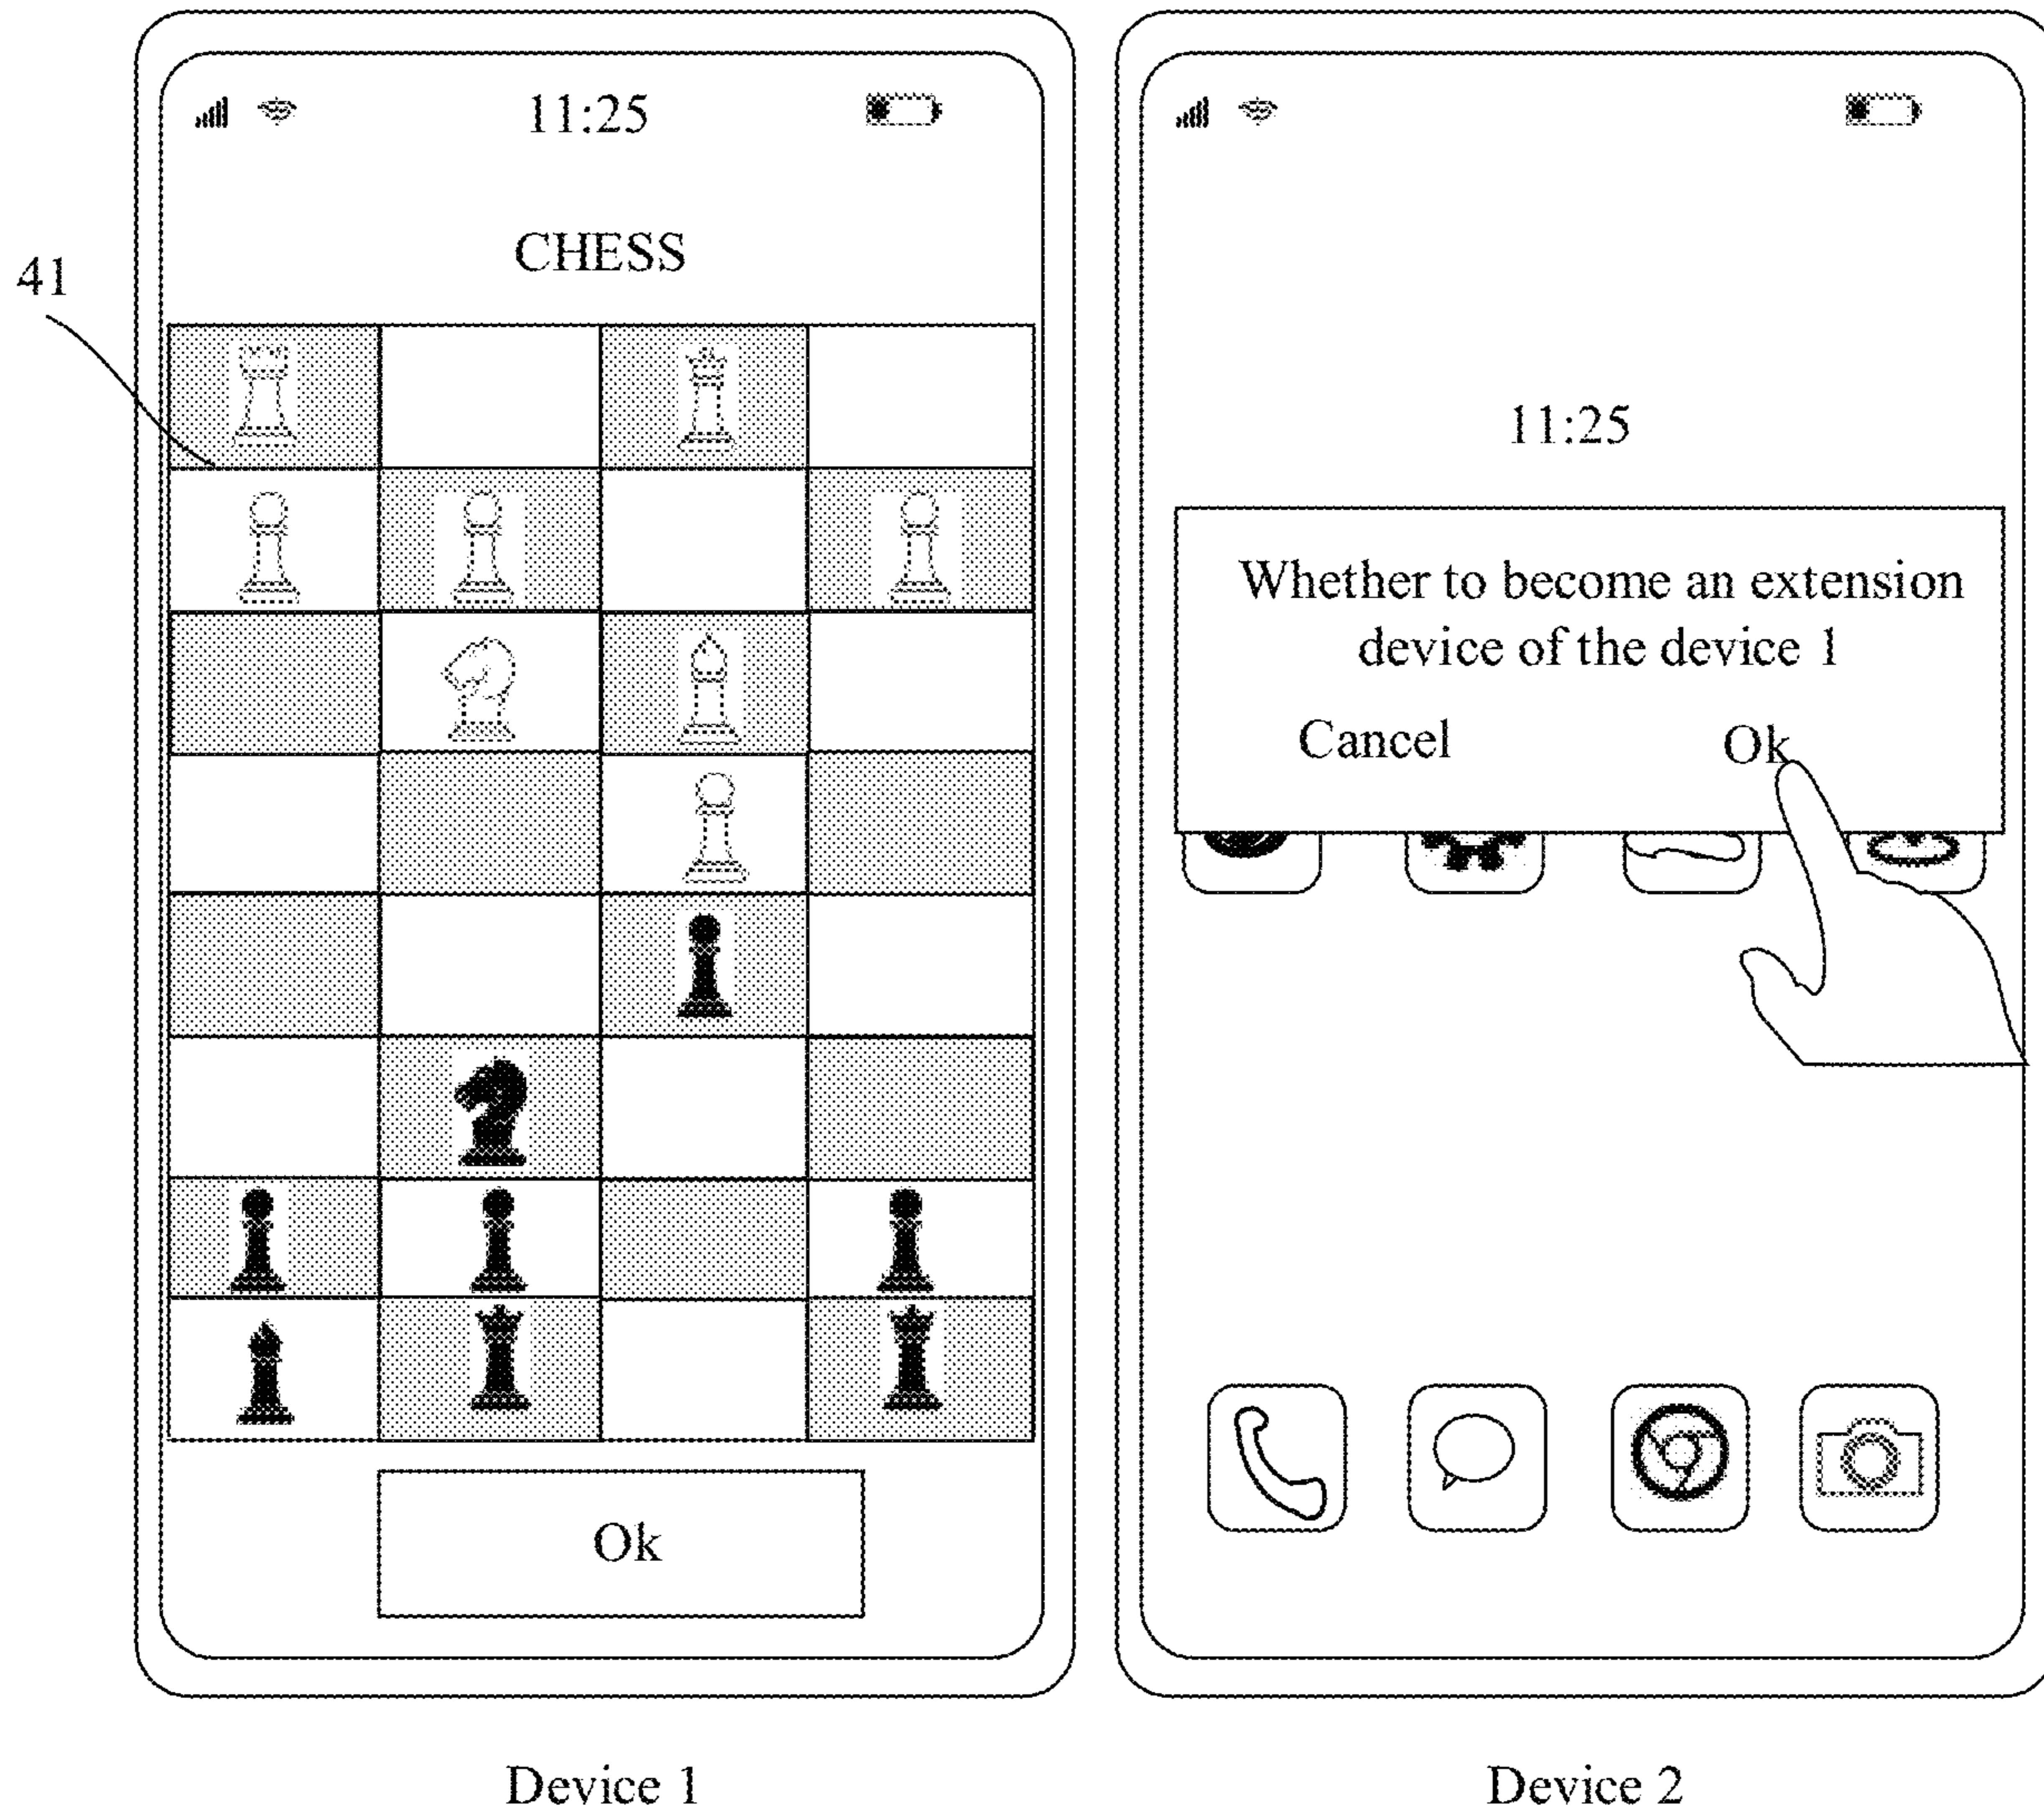 11:25
CHESS
41
Ok
Device 1
11:25
Whether to become an extension
device of the device 1
Cancel
Ok
Device 2